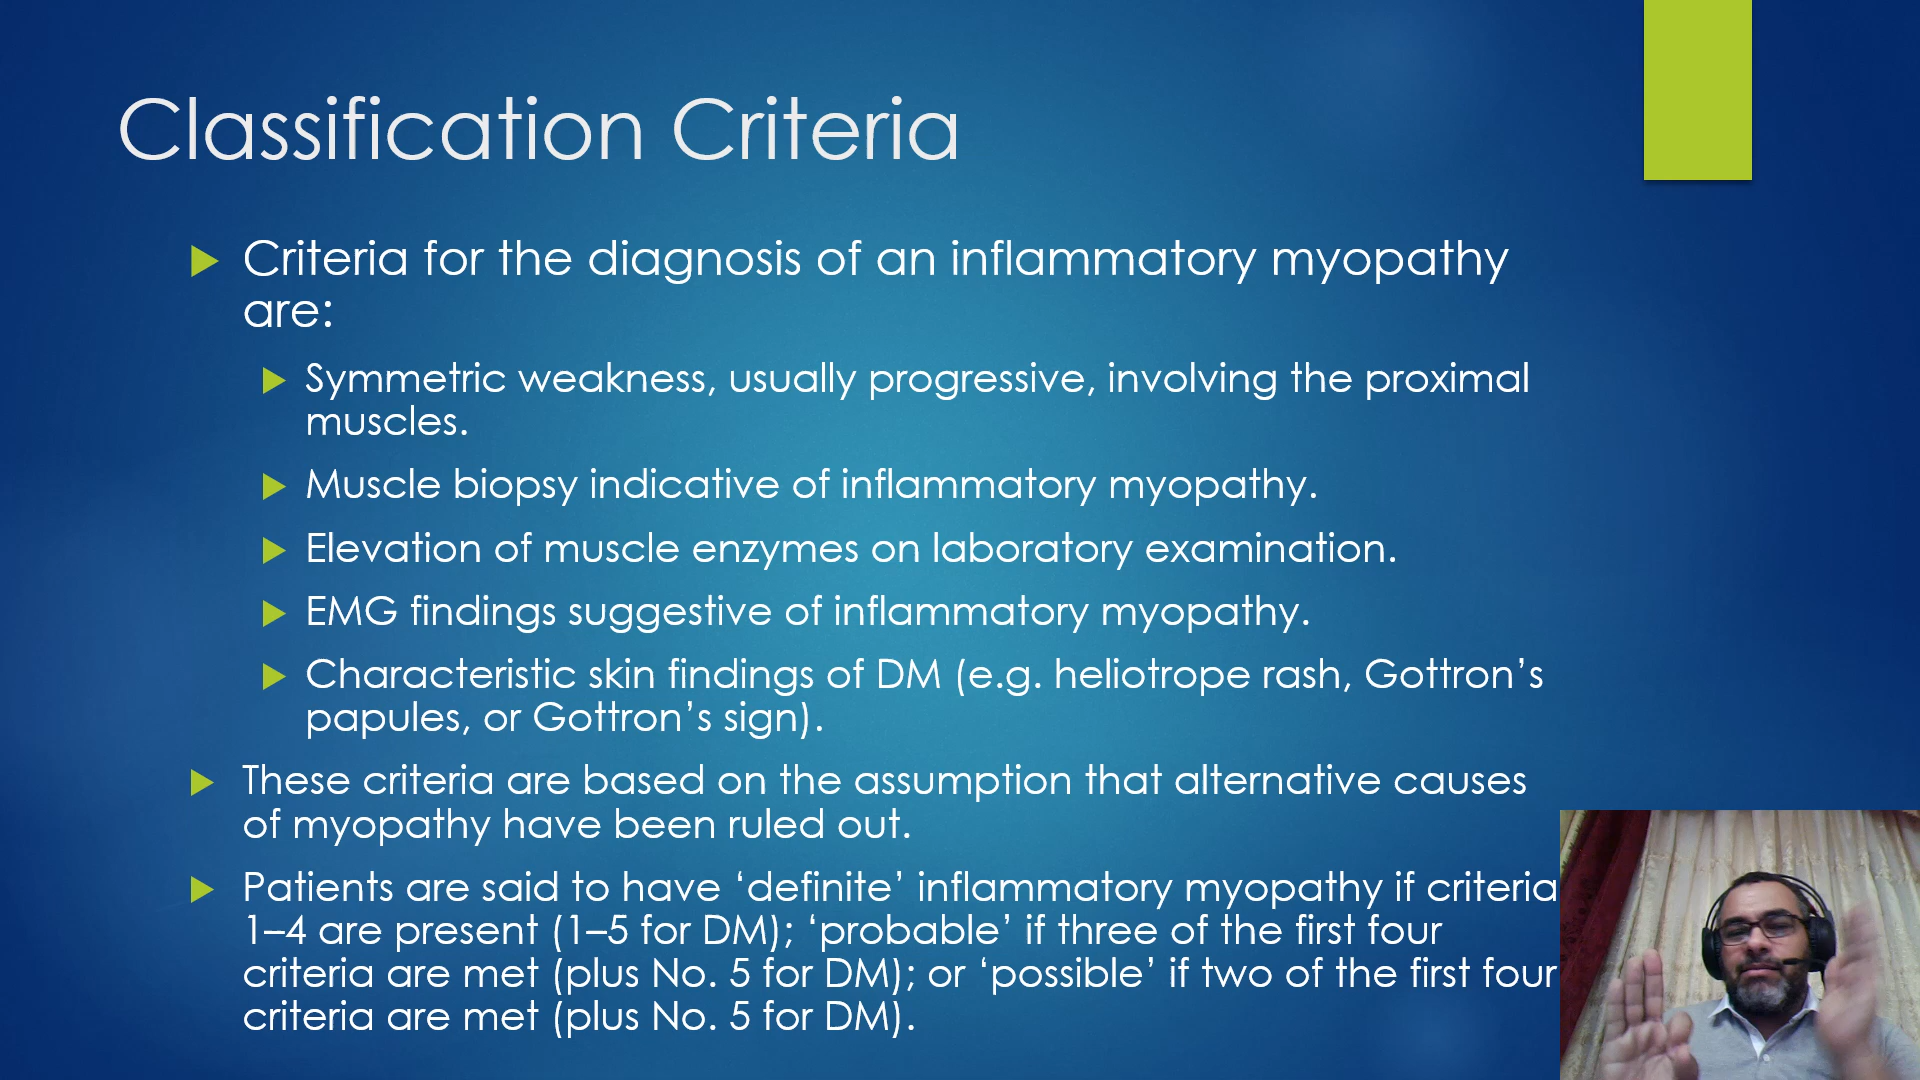 Classification Criteria
Criteria for the diagnosis of an inflammatory myopathy
are:
Symmetric weakness, usually progressive, involving the proximal
muscles.
Muscle biopsy indicative of inflammatory myopathy.
Elevation of muscle enzymes on laboratory examination.
EMG findings suggestive of inflammatory myopathy.
Characteristic skin findings of DM (e.g. heliotrope rash, Gottron’s
papules, or Gottron’s sign).
These criteria are based on the assumption that alternative causes
of myopathy have been ruled out.
Patients are said to have ‘definite’ inflammatory myopathy if criteria
1–4 are present (1–5 for DM); ‘probable’ if three of the first four
criteria are met (plus No. 5 for DM); or ‘possible’ if two of the first four
criteria are met (plus No. 5 for DM).